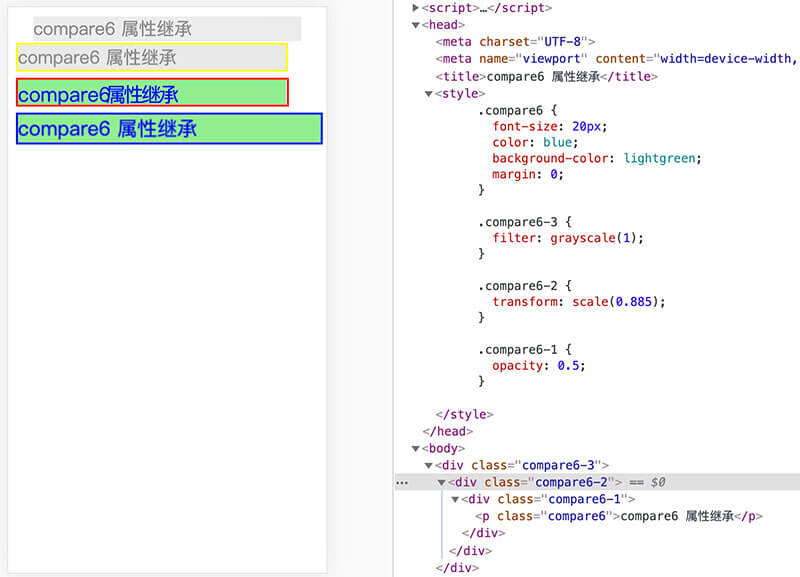 compare6 属性继承
compare6 属性继承
compare6属性继承
compare6 属性继承
<script>…</script>
<head>
<meta charset="UTF-8">
<meta name="viewport" content="width=device-width,
<title>compare6 属性继承</title>
<style>
.compare6 {
font-size: 20px;
color: blue;
background-color: lightgreen;
margin: 0;
}
.compare6-3 {
filter: grayscale(1);
}
.compare6-2 {
transform: scale(0.885);
}
.compare6-1 {
opacity: 0.5;
}
</style>
</head>
<body>
<div class="compare6-3">
… <div class="compare6-2"> == $0
<div class="compare6-1">
<p class="compare6">compare6 属性继承</p>
</div>
</div>
</div>